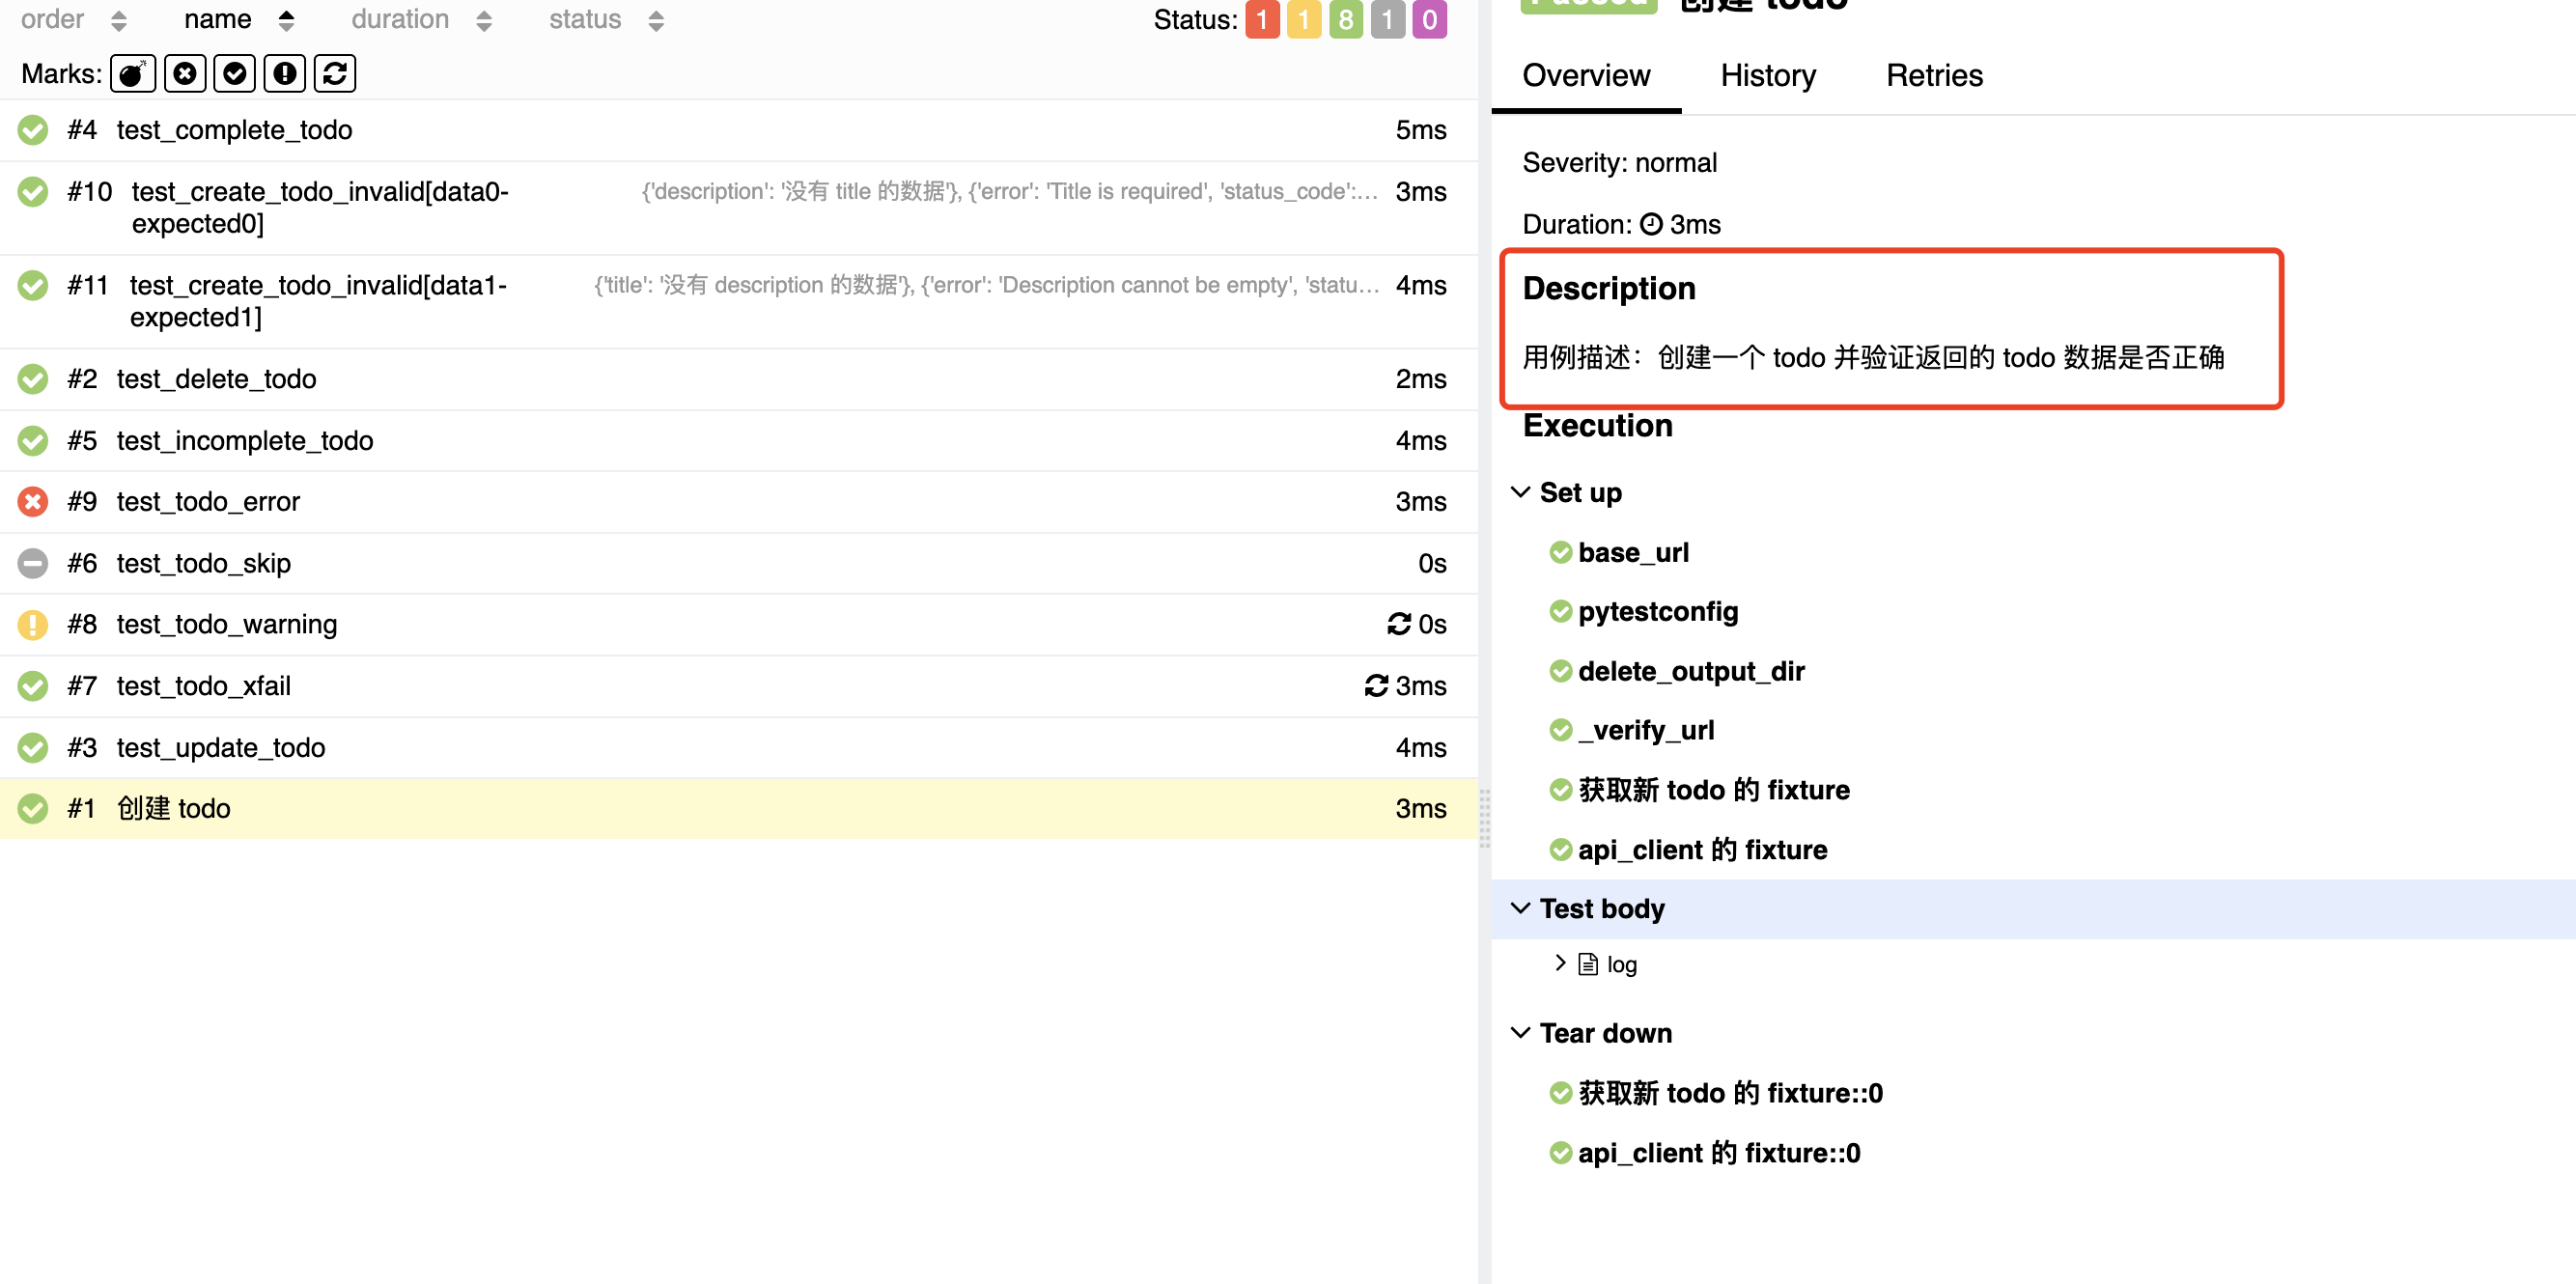 order name duration status Status: 1 1 8 1 0
Marks:
#4 test_complete_todo 5ms
#10 test_create_todo_invalid[data0-expected0] {'description': '没有 title 的数据'}, {'error': 'Title is required', 'status_code':... 3ms
#11 test_create_todo_invalid[data1-expected1] {'title': '没有 description 的数据'}, {'error': 'Description cannot be empty', 'statu... 4ms
#2 test_delete_todo 2ms
#5 test_incomplete_todo 4ms
#9 test_todo_error 3ms
#6 test_todo_skip 0s
#8 test_todo_warning 0s
#7 test_todo_xfail 3ms
#3 test_update_todo 4ms
#1 创建 todo 3ms
Passed 创建 todo
Overview History Retries
Severity: normal
Duration: 3ms
Description
用例描述：创建一个 todo 并验证返回的 todo 数据是否正确
Execution
Set up
base_url
pytestconfig
delete_output_dir
_verify_url
获取新 todo 的 fixture
api_client 的 fixture
Test body
log
Tear down
获取新 todo 的 fixture::0
api_client 的 fixture::0